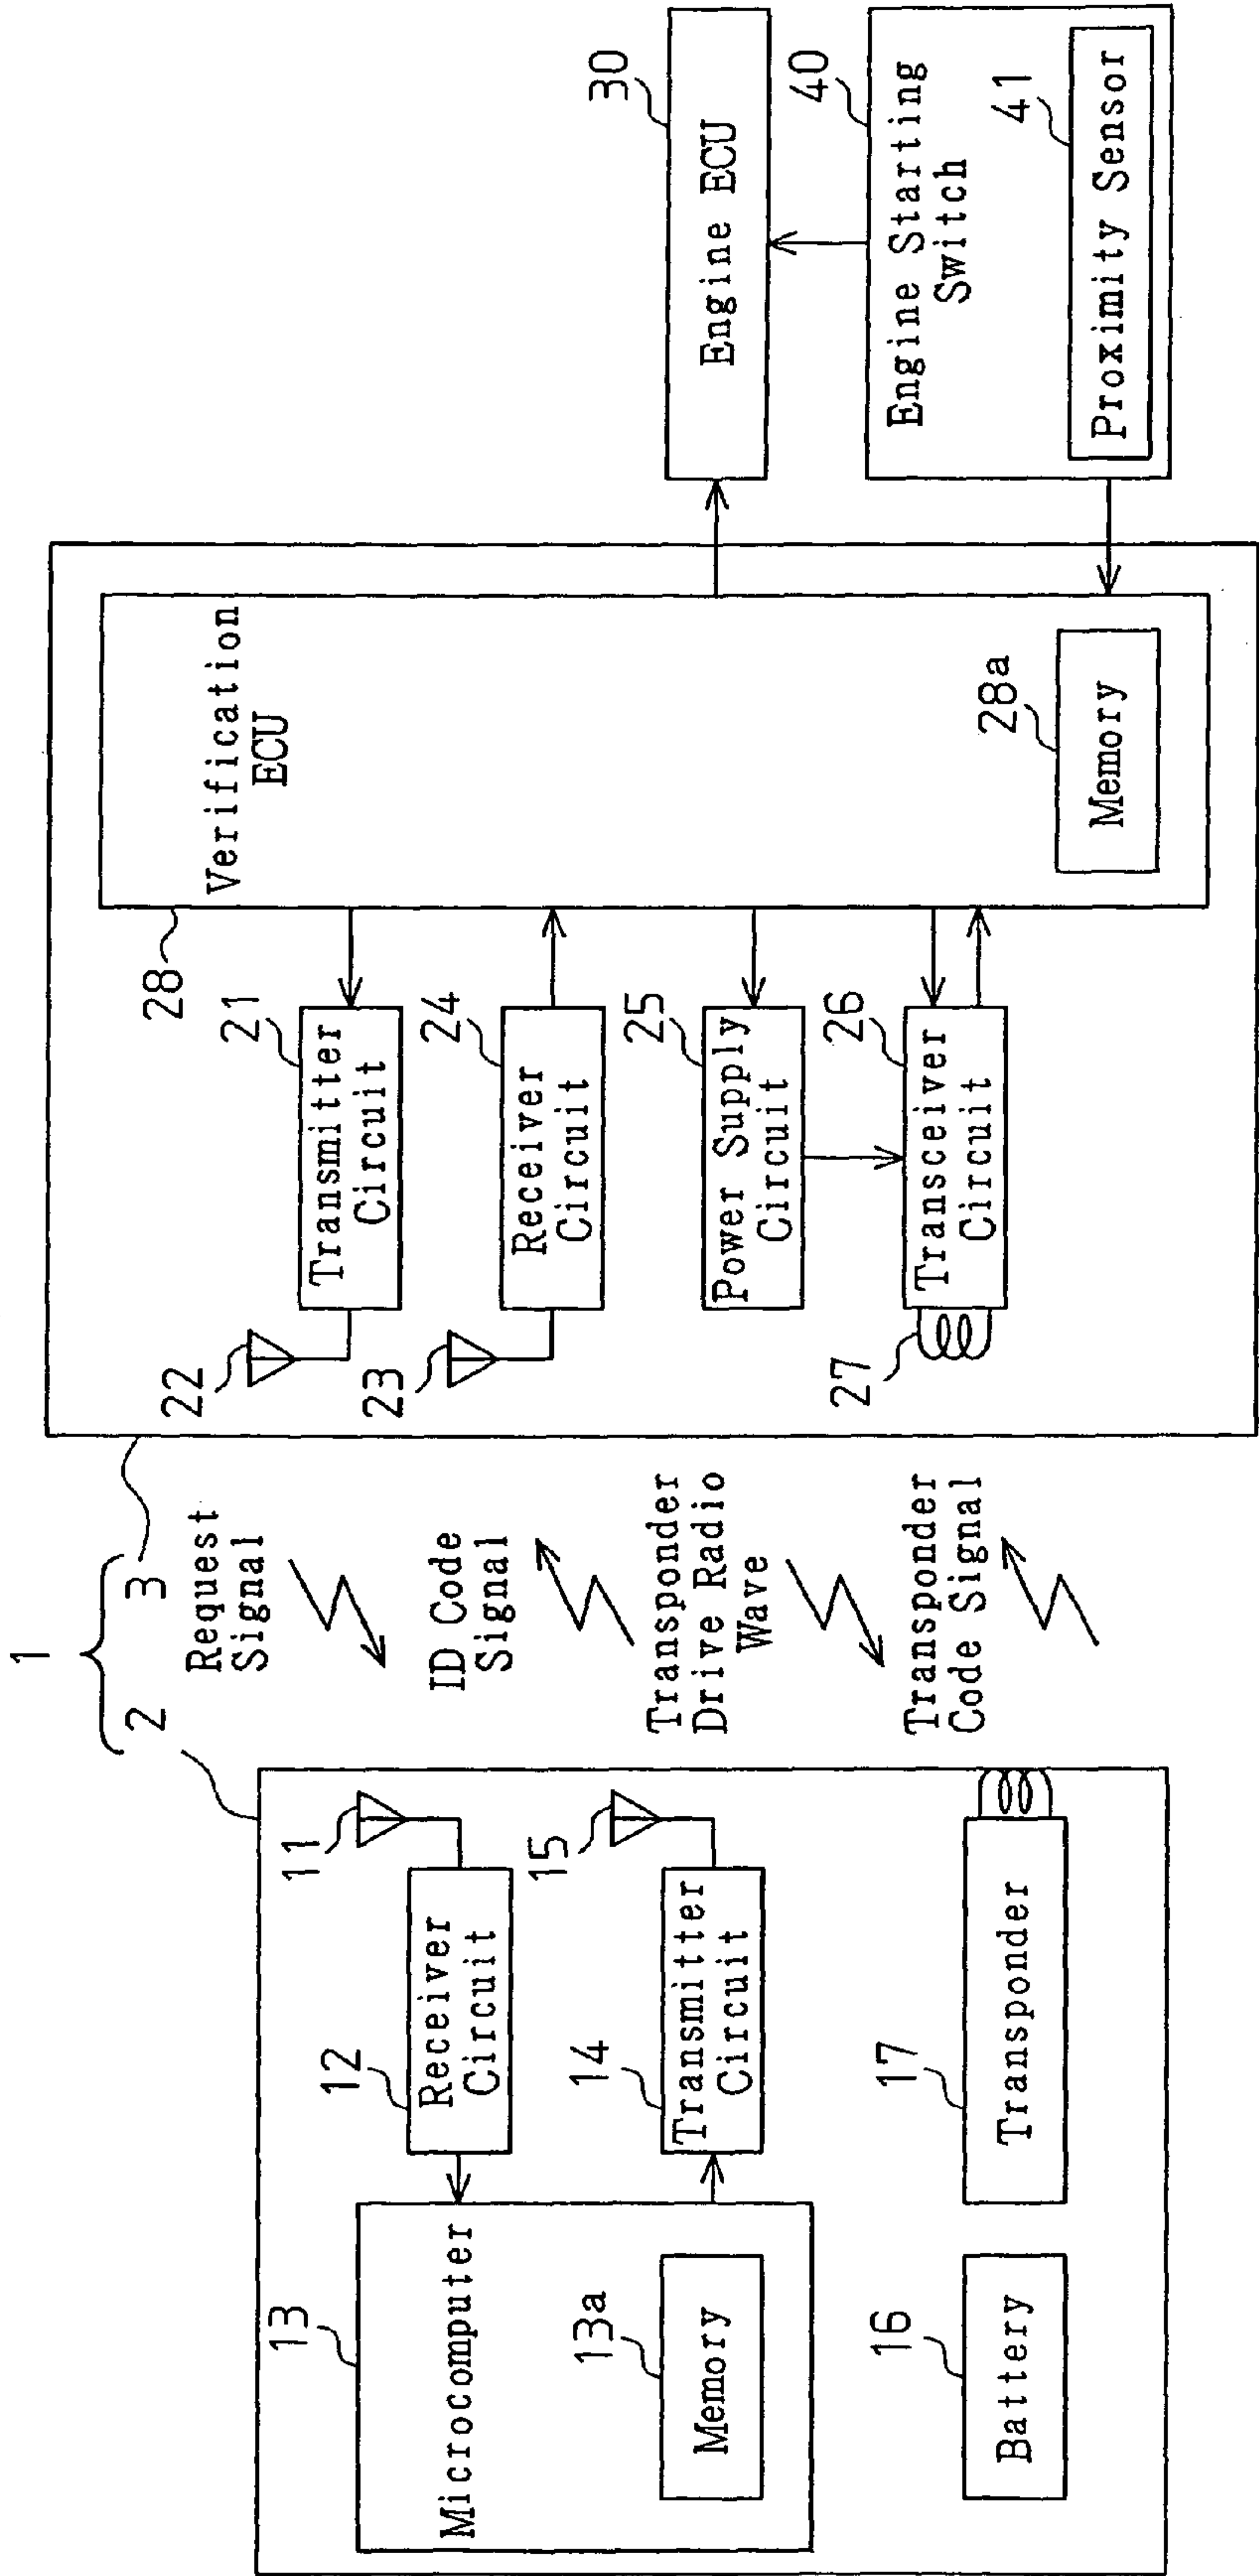 1
2
3
13
Microcomputer
13a
Memory
12
Receiver
Circuit
11
14
Transmitter
Circuit
15
16
Battery
17
Transponder
Request
Signal
ID Code
Signal
Transponder
Drive Radio
Wave
Transponder
Code Signal
22
21
Transmitter
Circuit
23
24
Receiver
Circuit
25
Power Supply
Circuit
27
26
Transceiver
Circuit
28
Verification
ECU
28a
Memory
30
Engine ECU
40
Engine Starting
Switch
41
Proximity Sensor